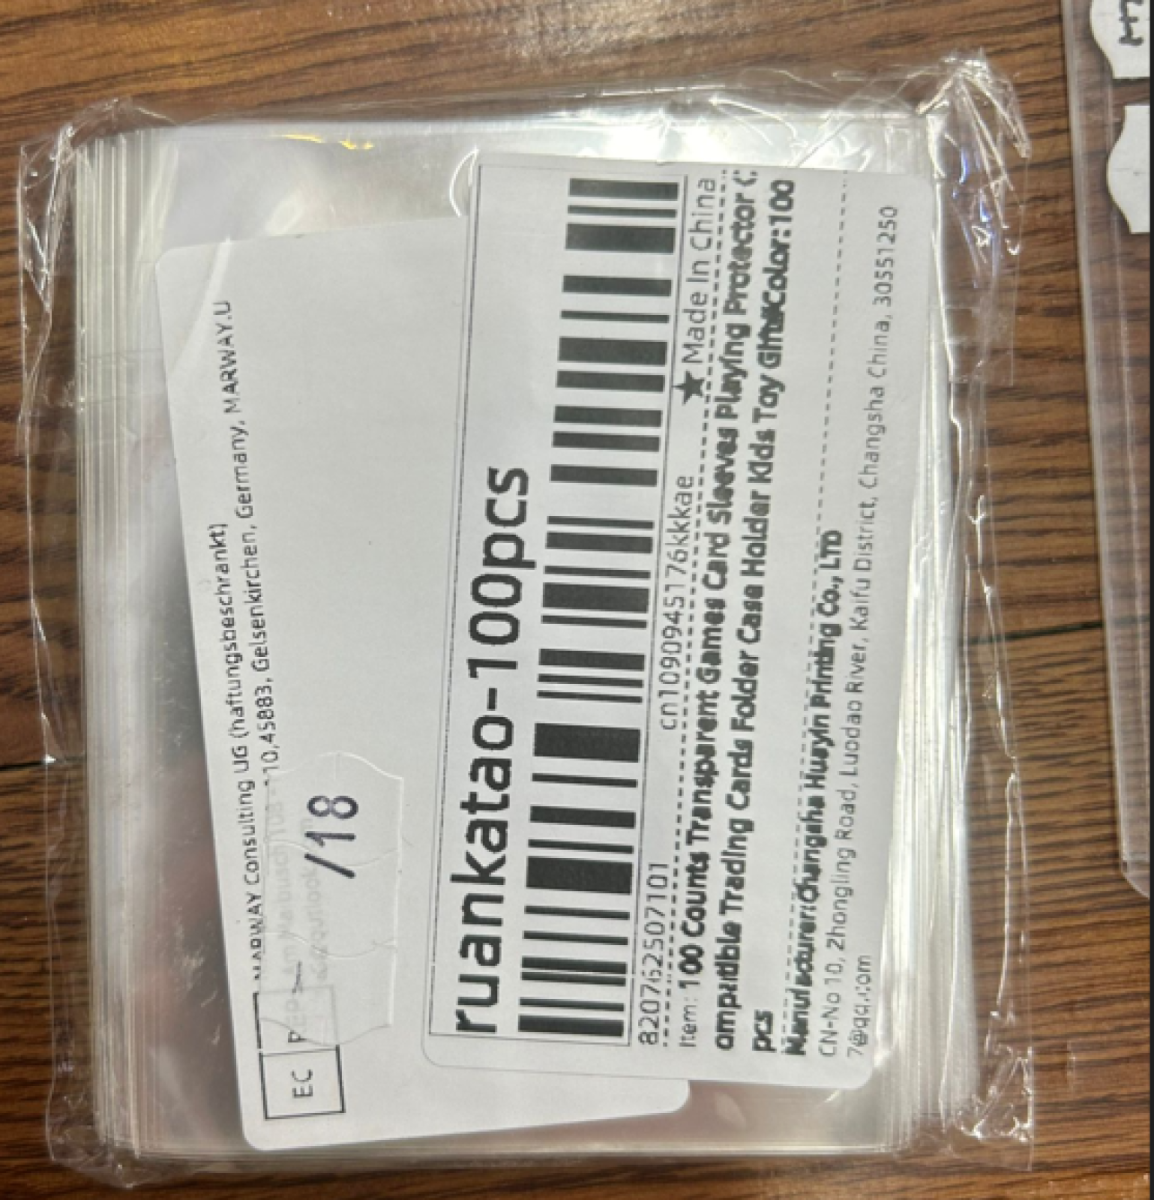 MARWAY Consulting UG (haftungsbeschrankt)
EC
10,45883, Gelsenkirchen, Germany, MARWAY.U
/18
ruankatao-100pcs
820762507101 cn1090945176kkkae ★ Made In China
Item: 100 Counts Transparent Games Card Sleeves Playing Protector C
ompatible Trading Cards Folder Case Holder Kids Toy Color:100
pcs
Manufacturer:Changsha Huayin Printing Co., LTD
CN-No 10, Zhongling Road, Luodao River, Kaifu District, Changsha China, 30551250
7@qq.com